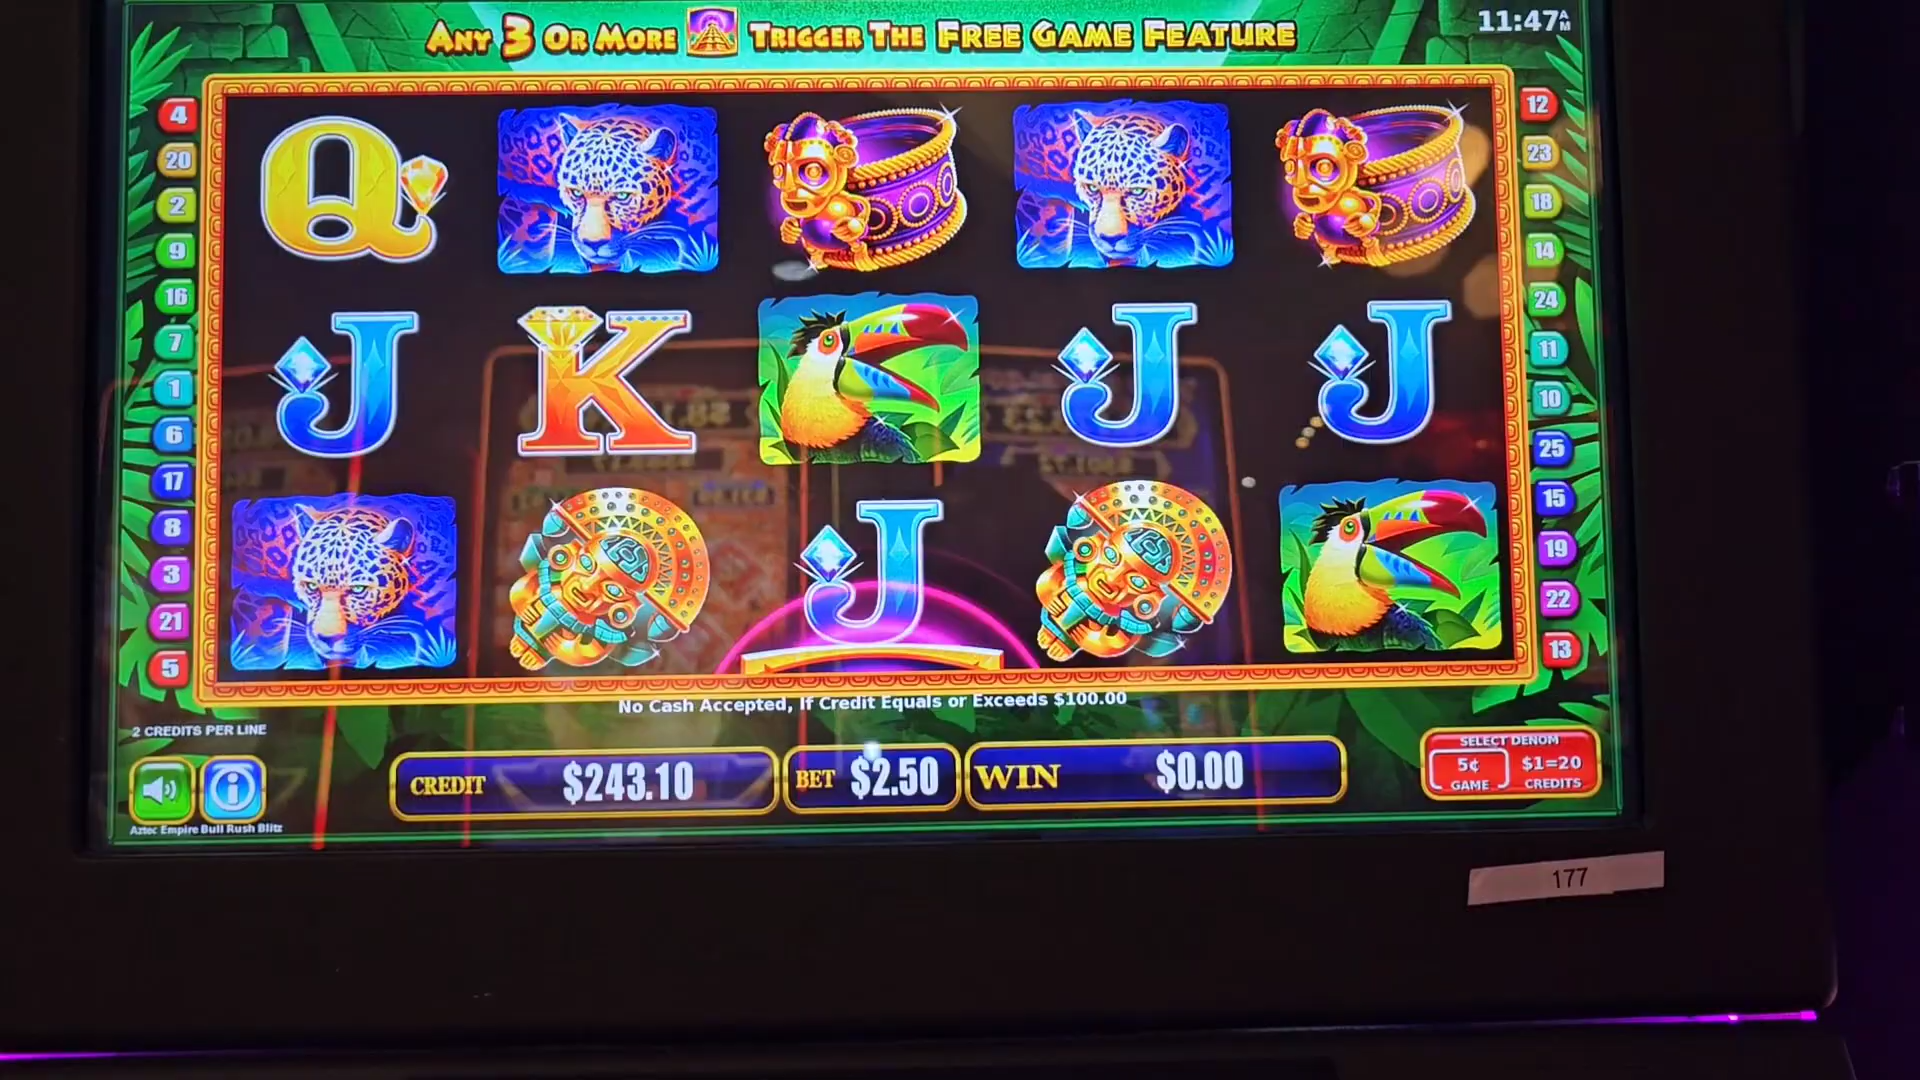 ANY 3 OR MORE TRIGGER THE FREE GAME FEATURE
11:47AM
4
20
2
9
16
7
1
6
17
8
3
21
5
Q
J K J J
J
12
23
18
14
24
11
10
25
15
19
22
13
No Cash Accepted, If Credit Equals or Exceeds $100.00
2 CREDITS PER LINE
CREDIT $243.10
BET $2.50
WIN $0.00
SELECT DENOM
5¢ GAME
$1=20 CREDITS
Aztec Empire Bull Rush Blitz
177